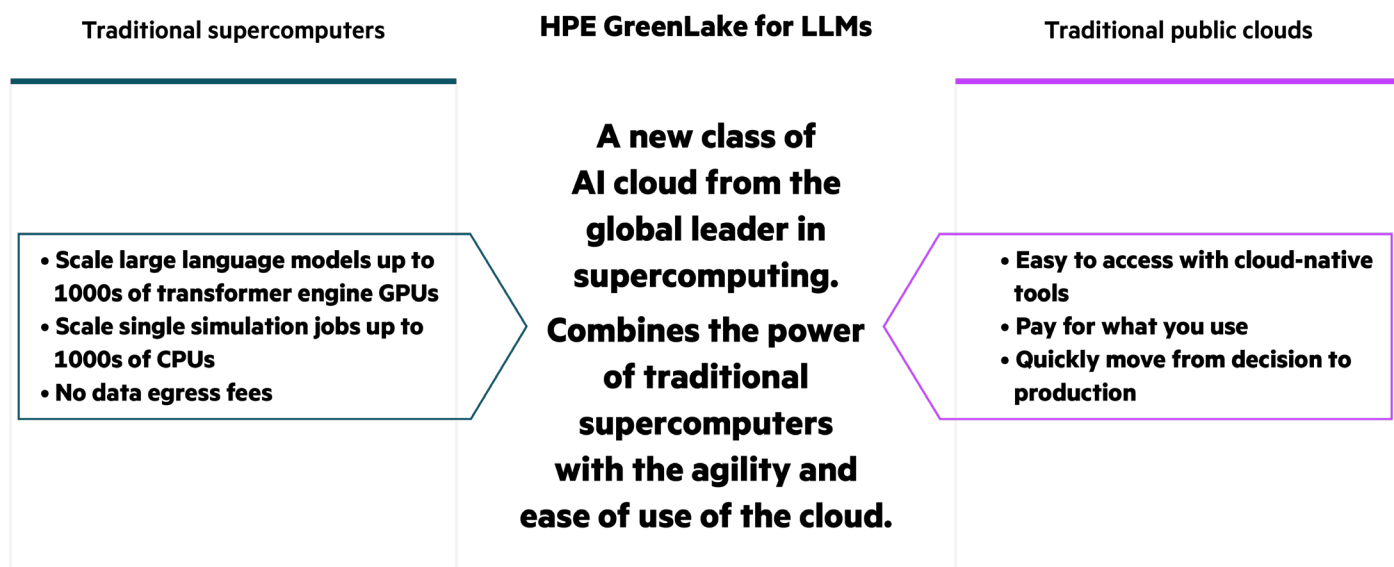 Traditional supercomputers
• Scale large language models up to
1000s of transformer engine GPUs
• Scale single simulation jobs up to
1000s of CPUs
• No data egress fees
HPE GreenLake for LLMs
A new class of
AI cloud from the
global leader in
supercomputing.
Combines the power
of traditional
supercomputers
with the agility and
ease of use of the cloud.
Traditional public clouds
• Easy to access with cloud-native
tools
• Pay for what you use
• Quickly move from decision to
production